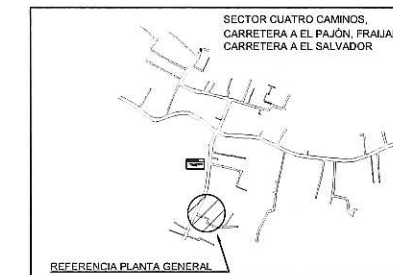 SECTOR CUATRO CAMINOS,
CARRETERA A EL PAJÓN, FRAIJA
CARRETERA A EL SALVADOR
REFERENCIA PLANTA GENERAL